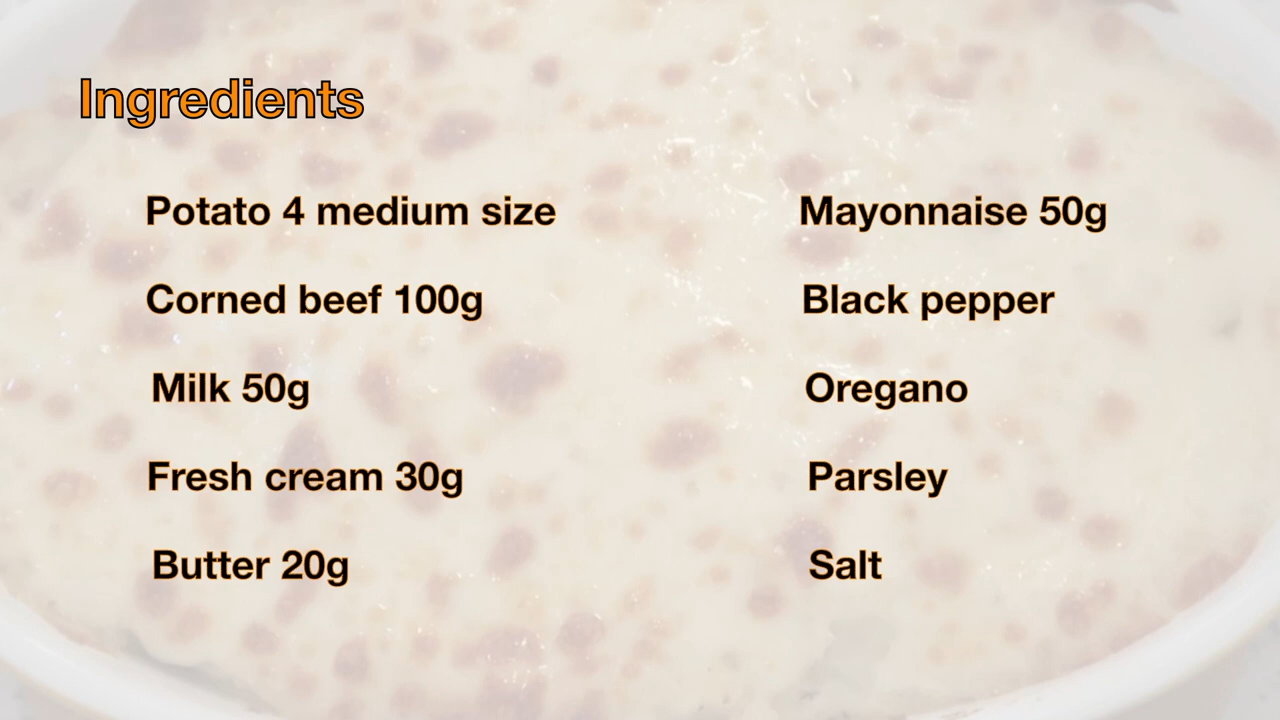 Ingredients
Potato 4 medium size
Corned beef 100g
Milk 50g
Fresh cream 30g
Butter 20g
Mayonnaise 50g
Black pepper
Oregano
Parsley
Salt